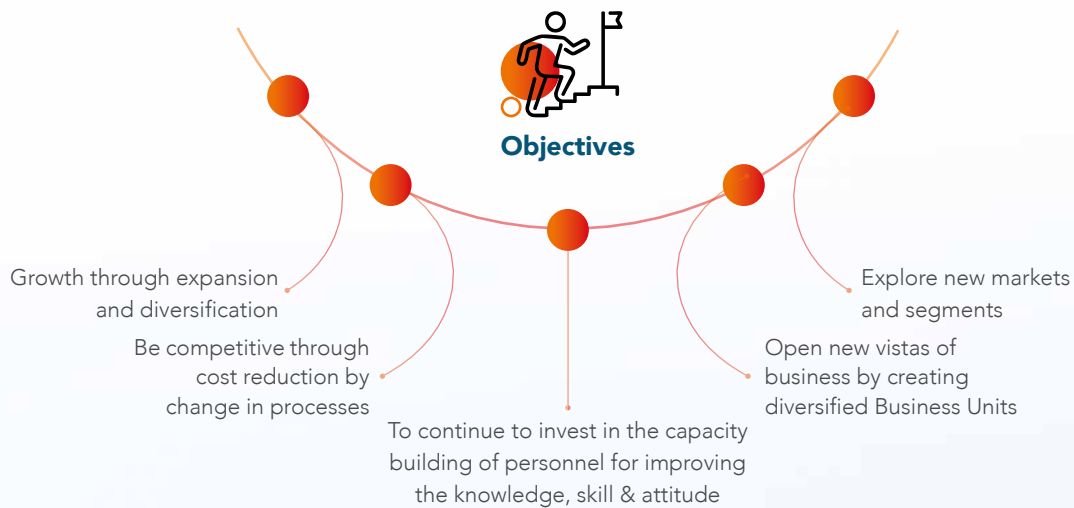 Objectives
Growth through expansion
and diversification
Be competitive through
cost reduction by
change in processes
To continue to invest in the capacity
building of personnel for improving
the knowledge, skill & attitude
Open new vistas of
business by creating
diversified Business Units
Explore new markets
and segments